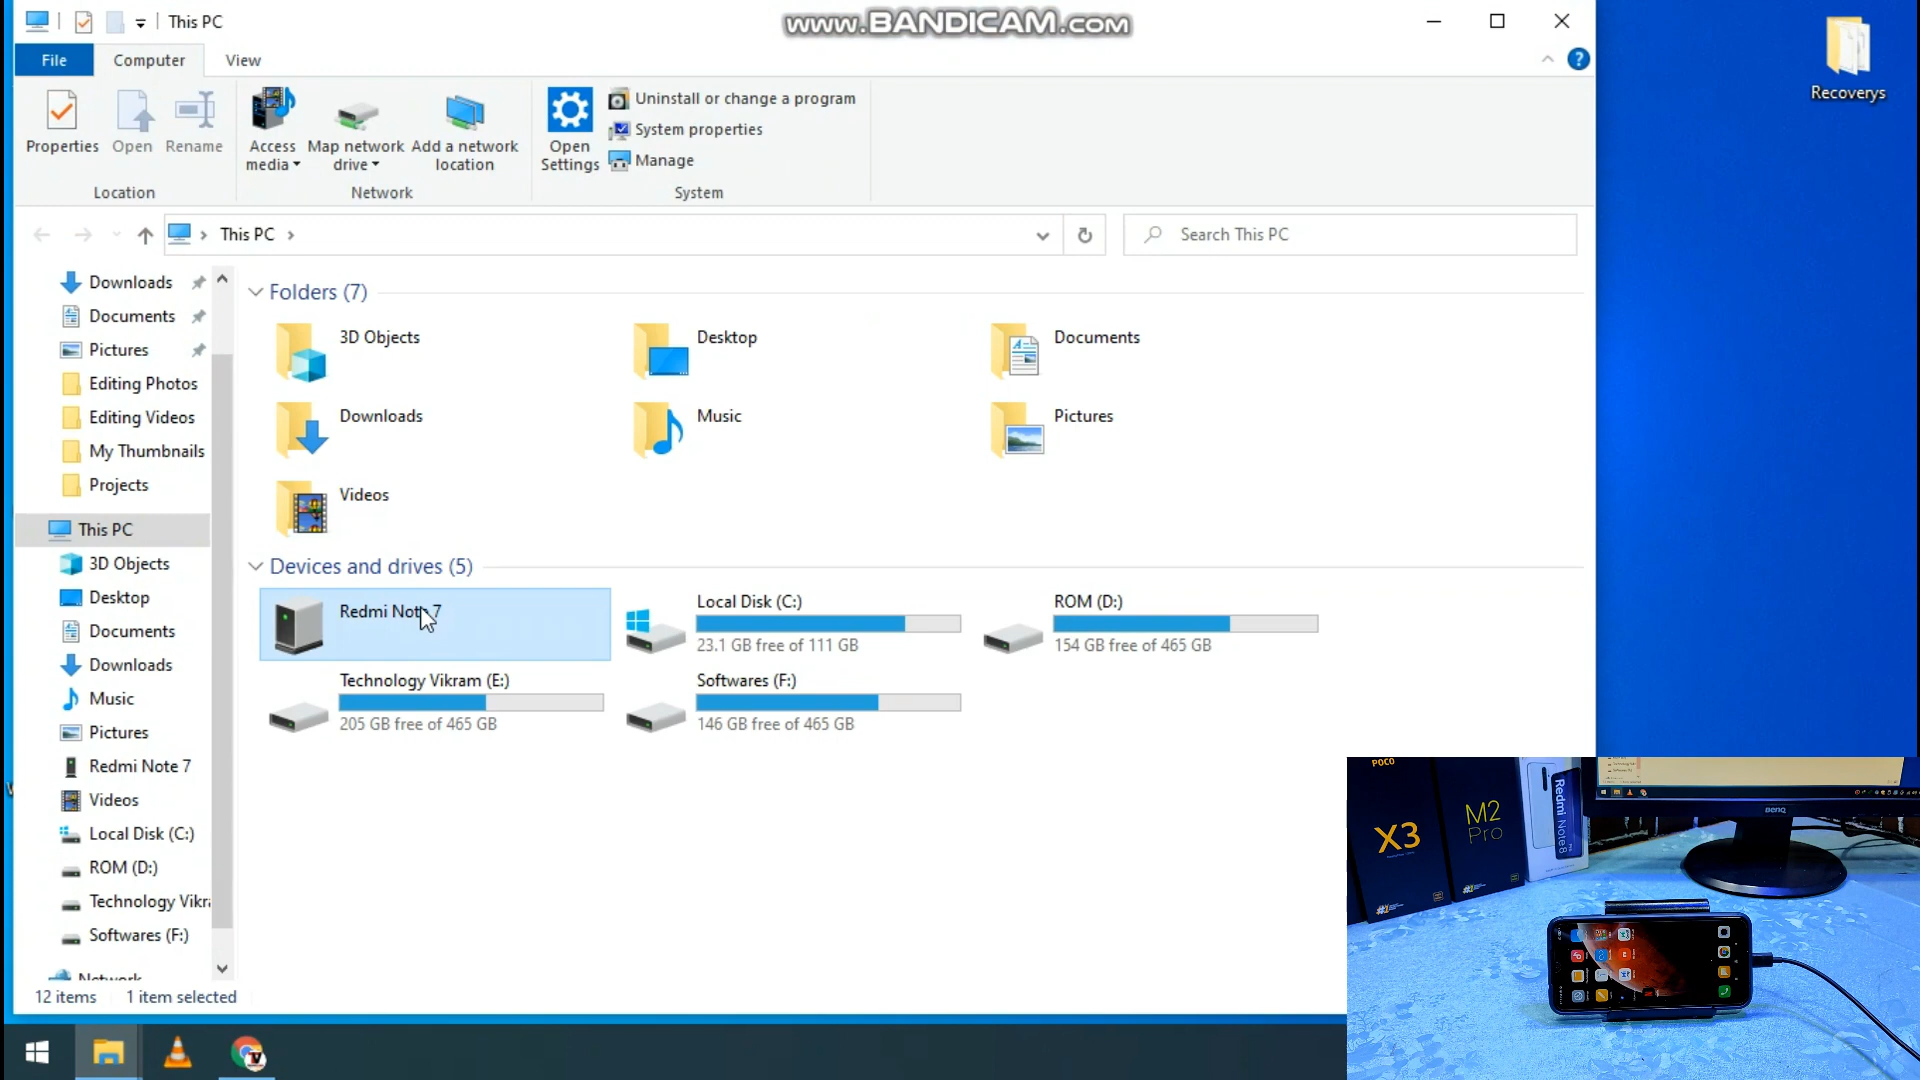 This PC
www.BANDICAM.com
File
Computer
View
Recoverys
Properties
Open
Rename
Access media
Map network drive
Add a network location
Open Settings
Uninstall or change a program
System properties
Manage
Location
Network
System
This PC
Search This PC
Downloads
Documents
Pictures
Editing Photos
Editing Videos
My Thumbnails
Projects
This PC
3D Objects
Desktop
Documents
Downloads
Music
Pictures
Redmi Note 7
Videos
Local Disk (C:)
ROM (D:)
Technology Vikra
Softwares (F:)
Network
Folders (7)
3D Objects
Desktop
Documents
Downloads
Music
Pictures
Videos
Devices and drives (5)
Redmi Note 7
Local Disk (C:)
23.1 GB free of 111 GB
ROM (D:)
154 GB free of 465 GB
Technology Vikram (E:)
205 GB free of 465 GB
Softwares (F:)
146 GB free of 465 GB
12 items
1 item selected
POCO
X3
M2
Pro
Redmi Note8
BenQ